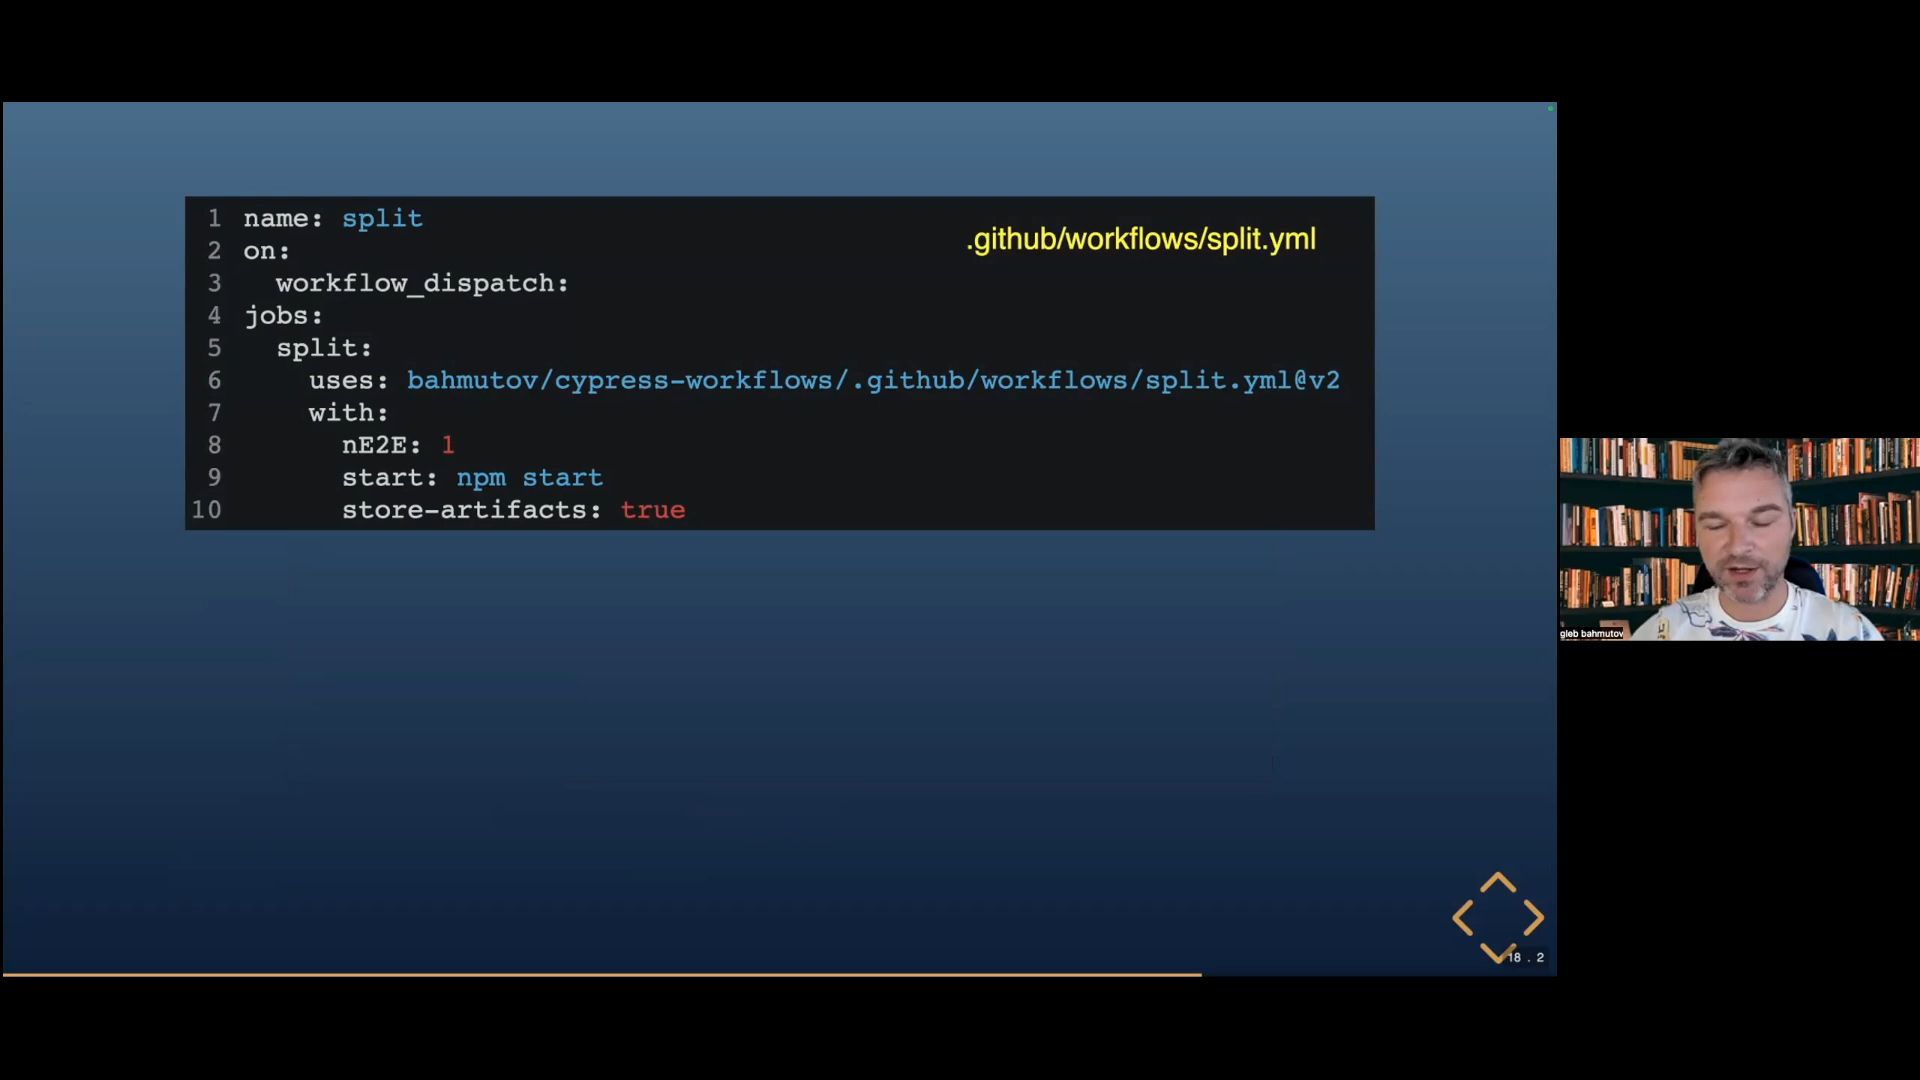 1 name: split
.github/workflows/split.yml
2 on:
3 workflow_dispatch:
4 jobs:
5 split:
6 uses: bahmutov/cypress-workflows/.github/workflows/split.yml@v2
7 with:
8 nE2E: 1
9 start: npm start
10 store-artifacts: true
gleb bahmutov
18 . 2